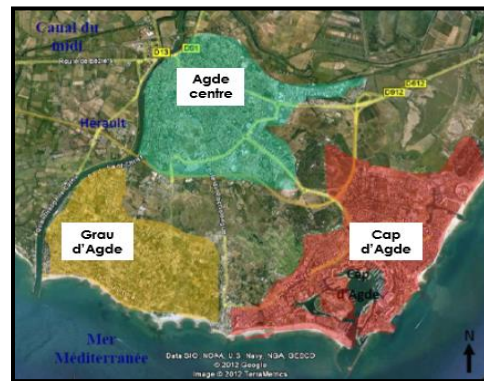 Canal du
midi
D13
D51
Agde
centre
D612
D912
Hérault
Grau
d'Agde
Cap
d'Agde
Cap
d'Agde
Mer
Méditerranée
N
Data SIO, NOAA, U.S. Navy, NGA, GEBCO
© 2012 Google
Image © 2012 TerraMetrics